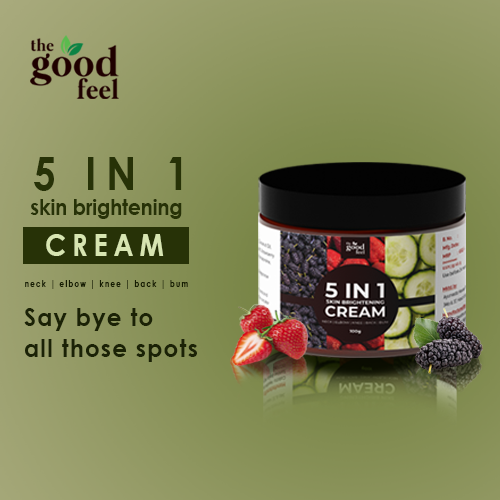 the
good
feel
5 IN 1
skin brightening
CREAM
neck | elbow | knee | back | bum
Say bye to
all those spots
the
good
feel
5 IN 1
SKIN BRIGHTENING
CREAM
100g